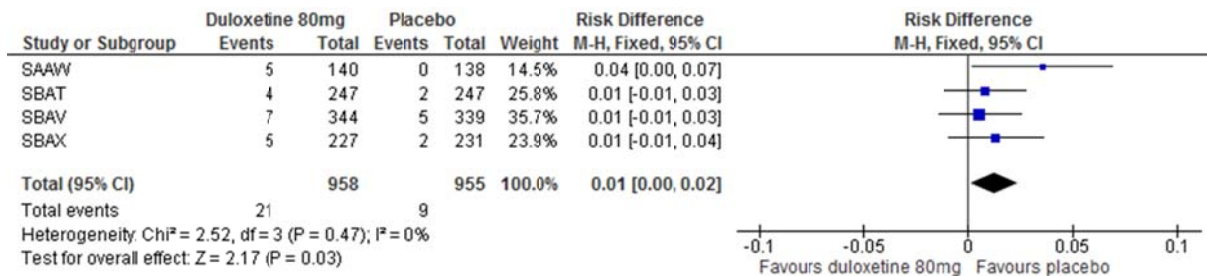 Duloxetine 80mg Placebo Risk Difference Risk Difference
Study or Subgroup Events Total Events Total Weight M-H, Fixed, 95% CI M-H, Fixed, 95% CI
SAAW 5 140 0 138 14.5% 0.04 [0.00, 0.07]
SBAT 4 247 2 247 25.8% 0.01 [-0.01, 0.03]
SBAV 7 344 5 339 35.7% 0.01 [-0.01, 0.03]
SBAX 5 227 2 231 23.9% 0.01 [-0.01, 0.04]
Total (95% CI) 958 955 100.0% 0.01 [0.00, 0.02]
Total events 21 9
Heterogeneity: Chi² = 2.52, df = 3 (P = 0.47); I² = 0%
Test for overall effect: Z = 2.17 (P = 0.03)
-0.1 -0.05 0 0.05 0.1
Favours duloxetine 80mg Favours placebo